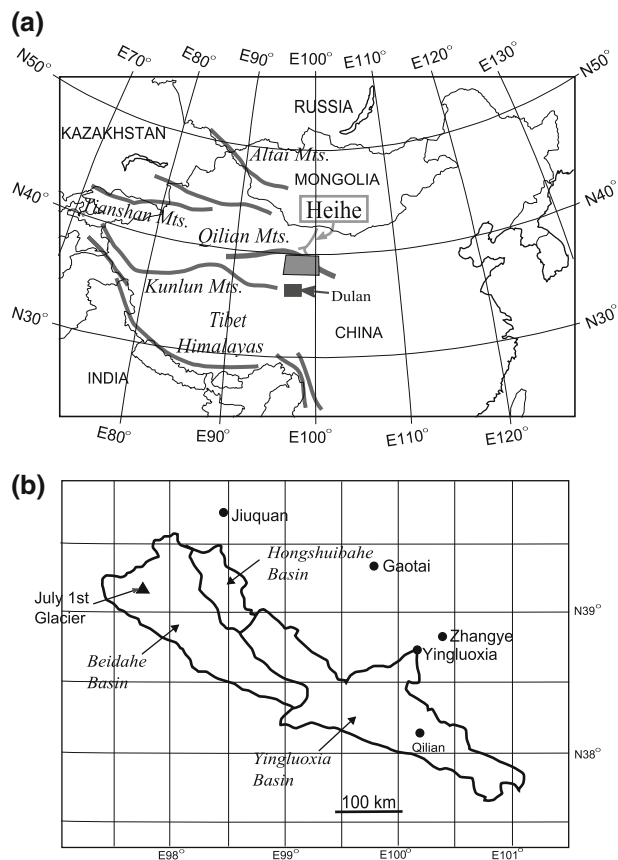 (a)
E70° E80° E90° E100° E110° E120° E130°
N50° N50°
RUSSIA
KAZAKHSTAN
Altai Mts.
MONGOLIA
N40° N40°
Tianshan Mts.
Heihe
Qilian Mts.
Kunlun Mts.
Dulan
Tibet
N30° N30°
CHINA
Himalayas
INDIA
E80° E90° E100° E110° E120°
(b)
Jiuquan
Hongshuibahe
Basin
Gaotai
July 1st
Glacier
N39°
Zhangye
Yingluoxia
Beidahe
Basin
Qilian
N38°
Yingluoxia
Basin
100 km
E98° E99° E100° E101°